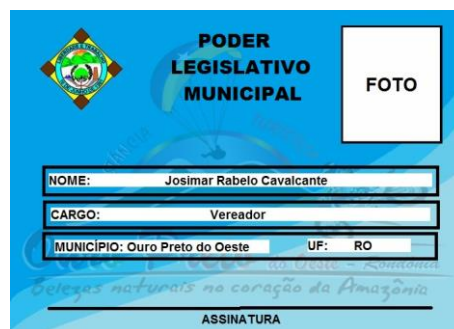 PODER
LEGISLATIVO
MUNICIPAL
FOTO
NOME: Josimar Rabelo Cavalcante
CARGO: Vereador
MUNICÍPIO: Ouro Preto do Oeste UF: RO
Ouro Preto do Oeste - Rondônia
Belezas naturais no coração da Amazônia
ASSINATURA